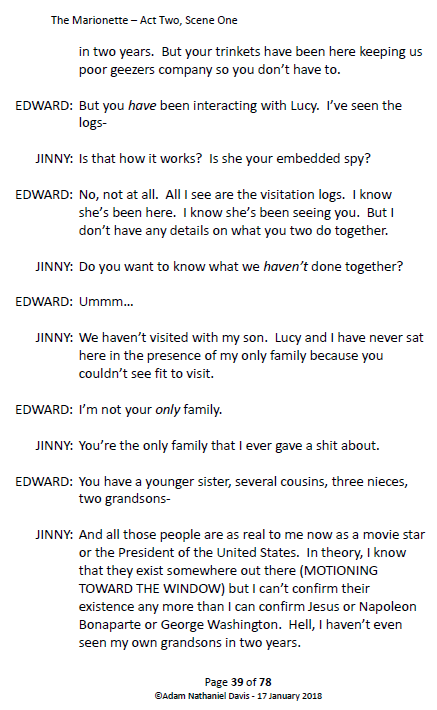 The Marionette – Act Two, Scene One
in two years.  But your trinkets have been here keeping us
poor geezers company so you don't have to.
EDWARD: But you have been interacting with Lucy.  I've seen the
logs-
JINNY: Is that how it works?  Is she your embedded spy?
EDWARD: No, not at all.  All I see are the visitation logs.  I know
she's been here.  I know she's been seeing you.  But I
don't have any details on what you two do together.
JINNY: Do you want to know what we haven't done together?
EDWARD: Ummm…
JINNY: We haven't visited with my son.  Lucy and I have never sat
here in the presence of my only family because you
couldn't see fit to visit.
EDWARD: I'm not your only family.
JINNY: You're the only family that I ever gave a shit about.
EDWARD: You have a younger sister, several cousins, three nieces,
two grandsons-
JINNY: And all those people are as real to me now as a movie star
or the President of the United States.  In theory, I know
that they exist somewhere out there (MOTIONING
TOWARD THE WINDOW) but I can't confirm their
existence any more than I can confirm Jesus or Napoleon
Bonaparte or George Washington.  Hell, I haven't even
seen my own grandsons in two years.
Page 39 of 78
©Adam Nathaniel Davis - 17 January 2018